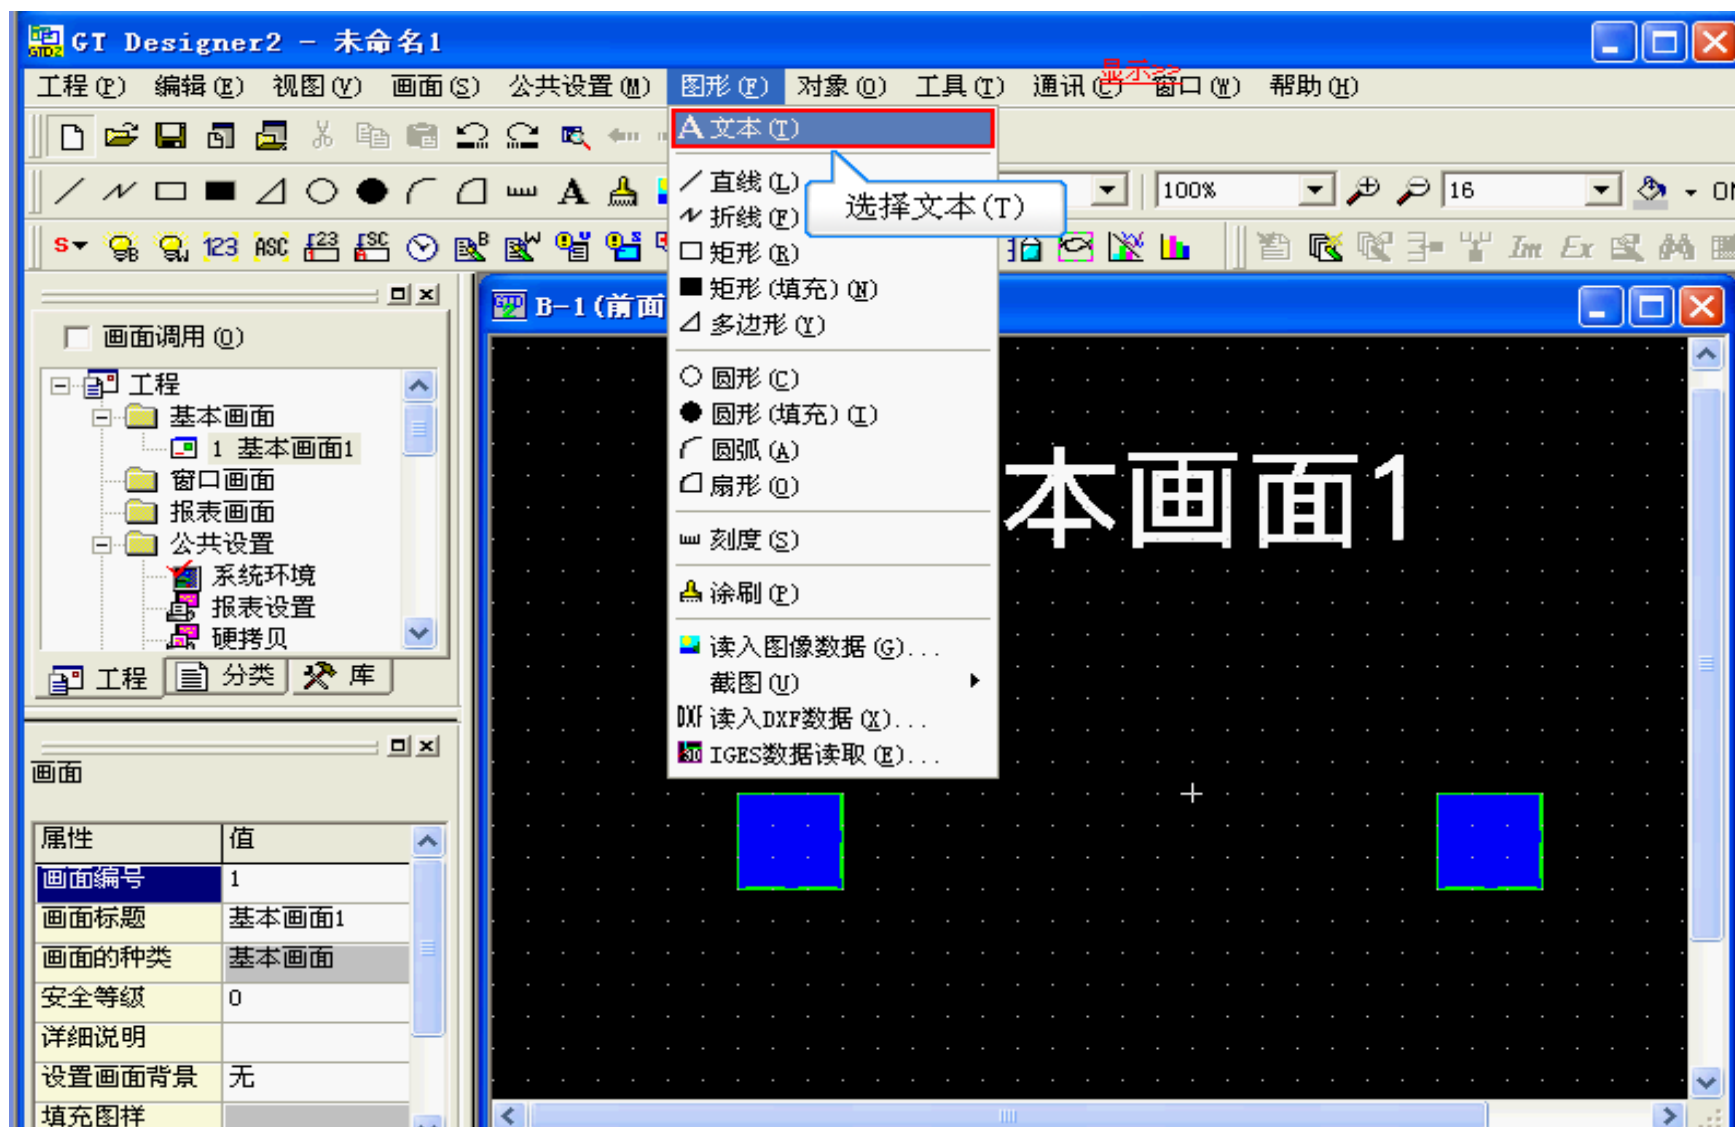 GT Designer2 - 未命名1
工程(P) 编辑(E) 视图(V) 画面(S) 公共设置(M) 图形(F) 对象(O) 工具(T) 通讯(C) 窗口(W) 帮助(H)
显示>>
A 文本(T)
选择文本(T)
直线(L)
折线(F)
矩形(R)
矩形(填充)(N)
多边形(Y)
圆形(C)
圆形(填充)(I)
圆弧(A)
扇形(Q)
刻度(S)
涂刷(P)
读入图像数据(G)...
截图(U)
DXF 读入DXF数据(X)...
IGES数据读取(E)...
100%
16
123 ASC
Im Ex
画面调用(O)
工程
基本画面
1 基本画面1
窗口画面
报表画面
公共设置
系统环境
报表设置
硬拷贝
工程 分类 库
画面
属性 值
画面编号 1
画面标题 基本画面1
画面的种类 基本画面
安全等级 0
详细说明
设置画面背景 无
填充图样
B-1(前面
本画面1